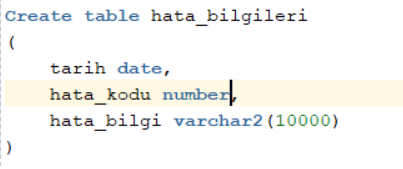 Create table hata_bilgileri
(
tarih date,
hata_kodu number,
hata_bilgi varchar2(10000)
)